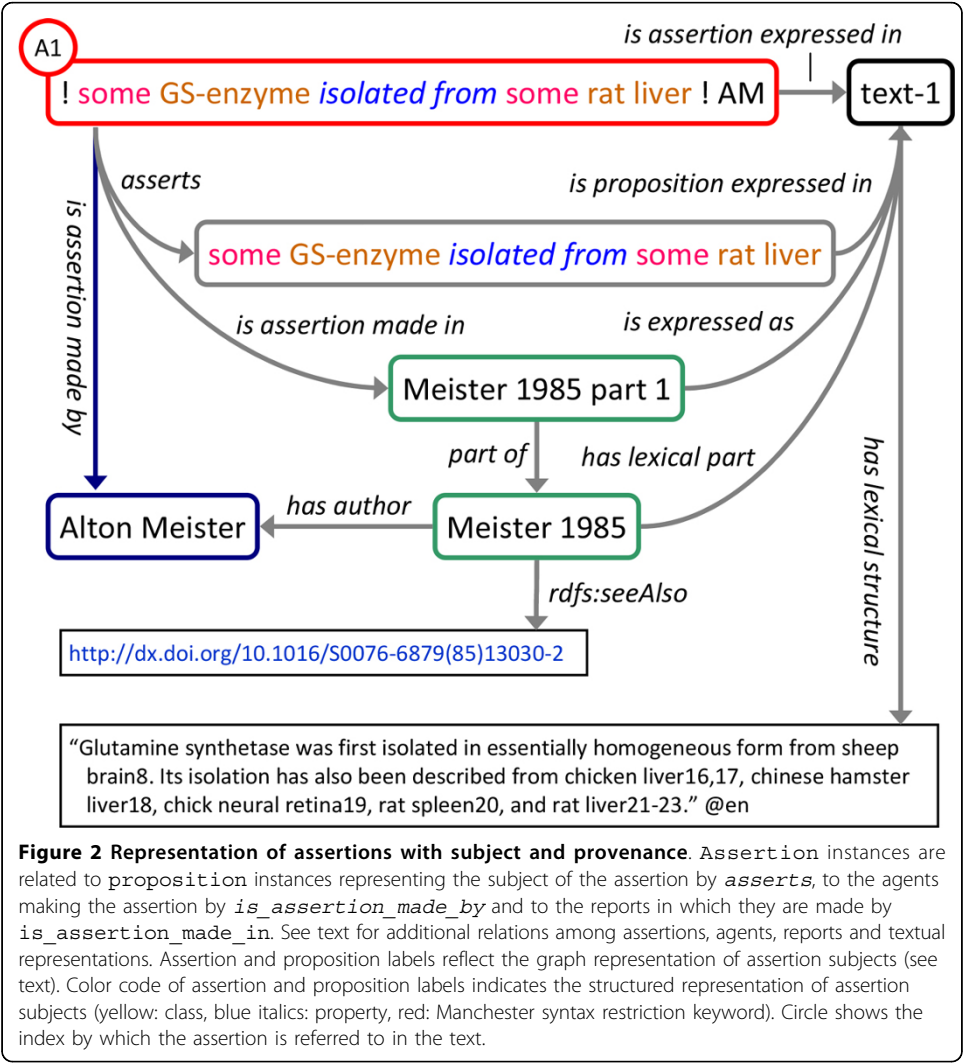 A1
is assertion expressed in
! some GS-enzyme isolated from some rat liver ! AM
text-1
asserts
is proposition expressed in
is assertion made by
some GS-enzyme isolated from some rat liver
is assertion made in
is expressed as
Meister 1985 part 1
part of
has lexical part
has lexical structure
Alton Meister
has author
Meister 1985
rdfs:seeAlso
http://dx.doi.org/10.1016/S0076-6879(85)13030-2
“Glutamine synthetase was first isolated in essentially homogeneous form from sheep
brain8. Its isolation has also been described from chicken liver16,17, chinese hamster
liver18, chick neural retina19, rat spleen20, and rat liver21-23.” @en
Figure 2 Representation of assertions with subject and provenance. Assertion instances are
related to proposition instances representing the subject of the assertion by asserts, to the agents
making the assertion by is_assertion_made_by and to the reports in which they are made by
is_assertion_made_in. See text for additional relations among assertions, agents, reports and textual
representations. Assertion and proposition labels reflect the graph representation of assertion subjects (see
text). Color code of assertion and proposition labels indicates the structured representation of assertion
subjects (yellow: class, blue italics: property, red: Manchester syntax restriction keyword). Circle shows the
index by which the assertion is referred to in the text.